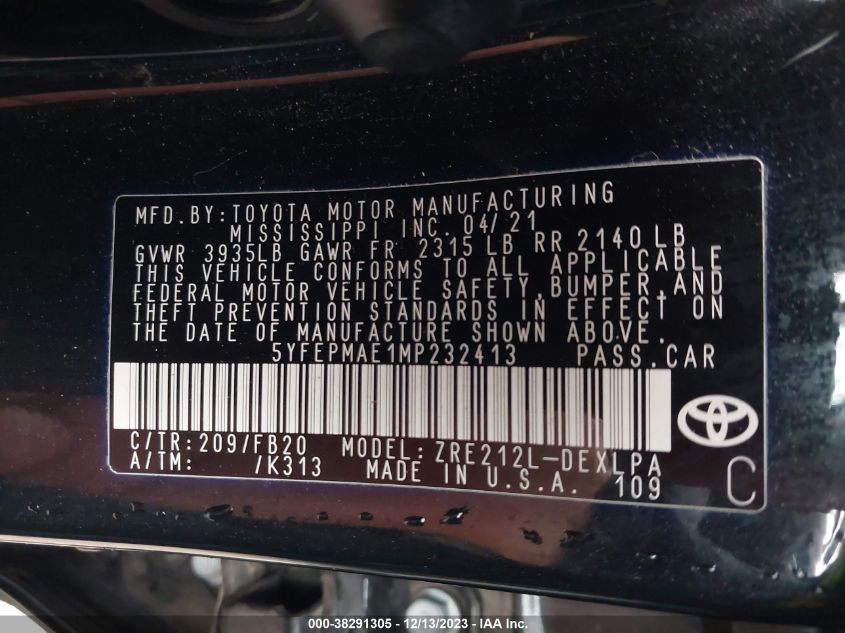 MFD.BY:TOYOTA MOTOR MANUFACTURING
MISSISSIPPI INC. 04/21
GVWR 3935LB GAWR FR 2315 LB RR 2140 LB
THIS VEHICLE CONFORMS TO ALL APPLICABLE
FEDERAL MOTOR VEHICLE SAFETY,BUMPER,AND
THEFT PREVENTION STANDARDS IN EFFECT ON
THE DATE OF MANUFACTURE SHOWN ABOVE.
5YFEPMAE1MP232413 PASS.CAR
C/TR:209/FB20 MODEL:ZRE212L-DEXLPA
A/TM: /K313 MADE IN U.S.A. 109
C
000-38291305 - 12/13/2023 - IAA Inc.